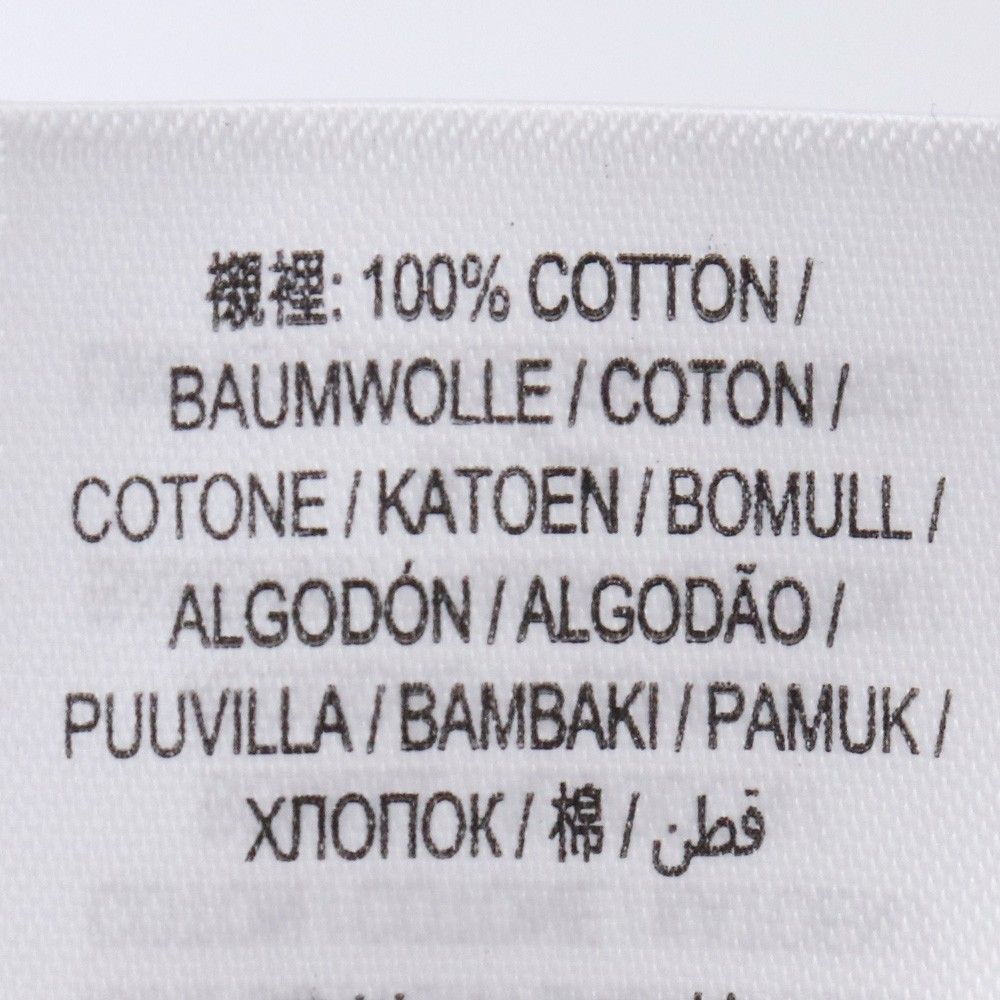 襯裡: 100% COTTON /
BAUMWOLLE / COTON /
COTONE / KATOEN / BOMULL /
ALGODÓN / ALGODÃO /
PUUVILLA / BAMBAKI / PAMUK /
ХЛОПОК / 棉 / قطن